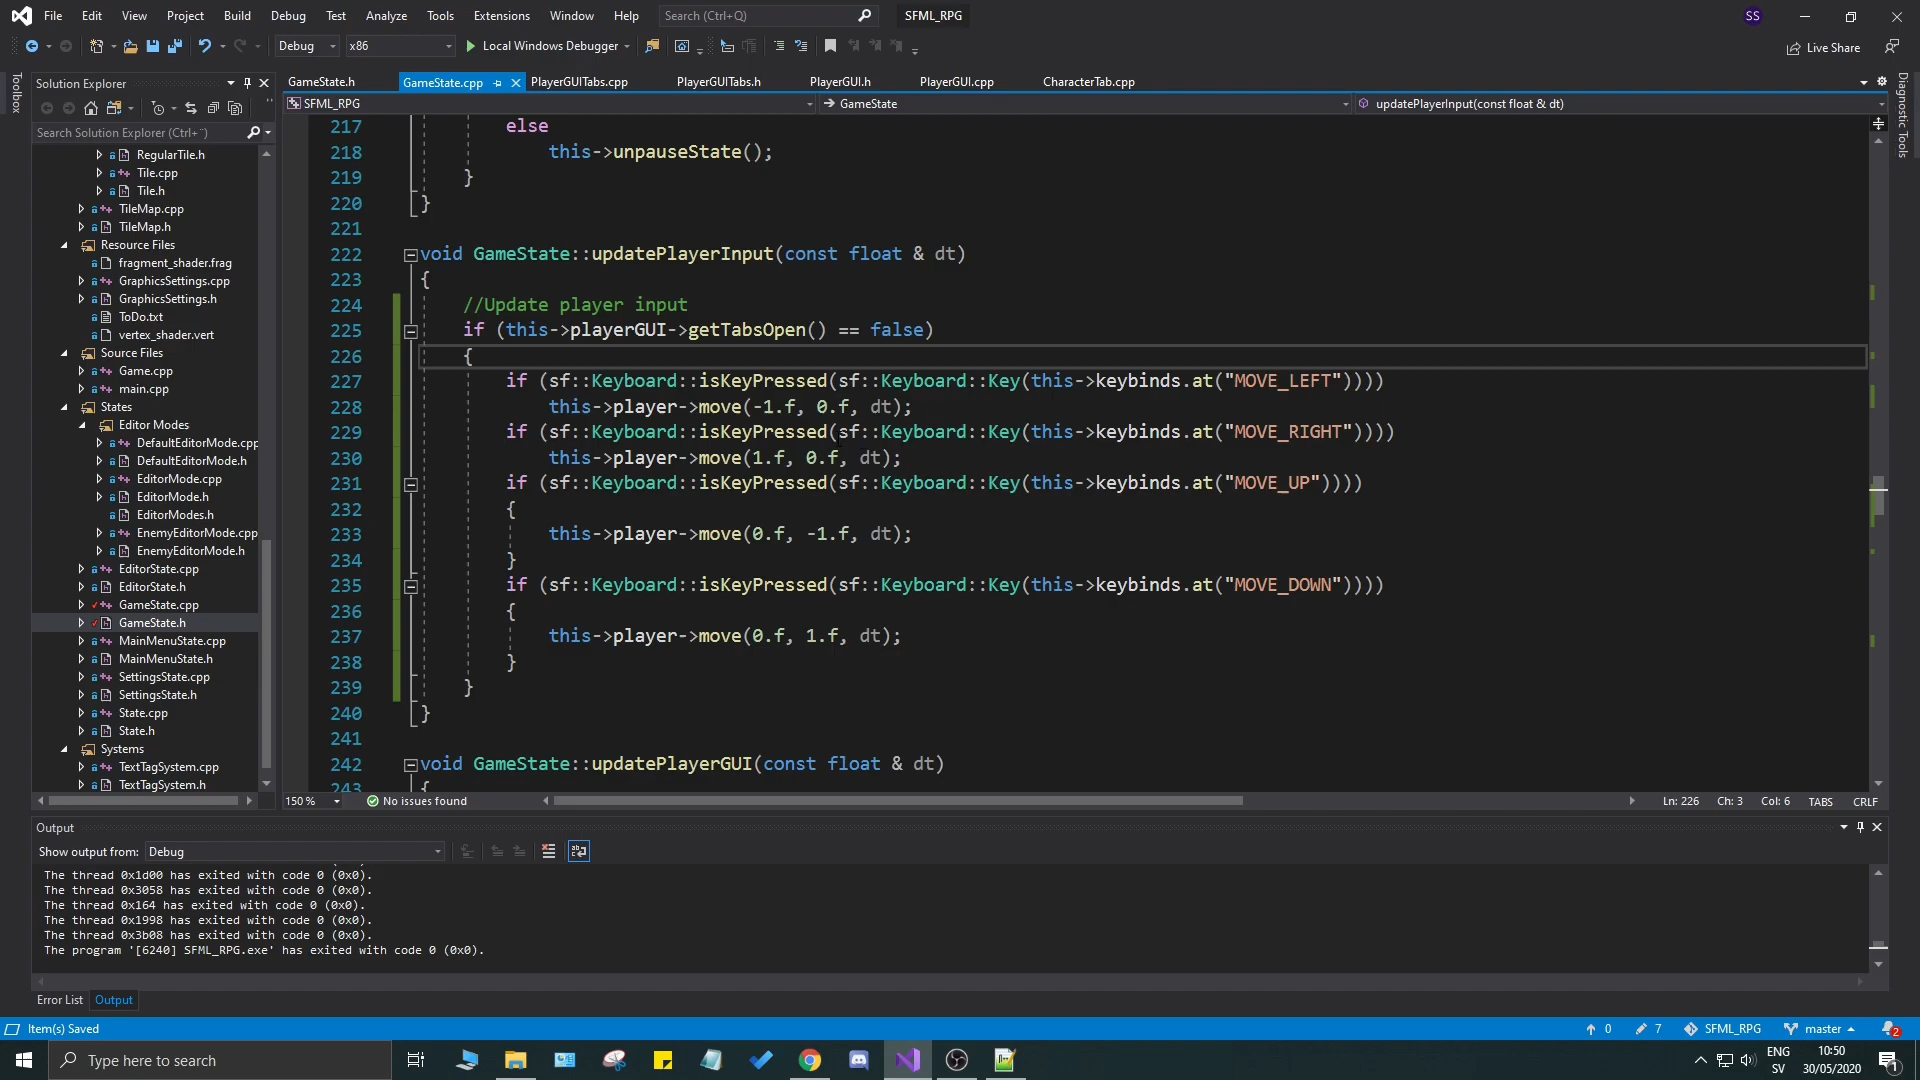 File Edit View Project Build Debug Test Analyze Tools Extensions Window Help Search (Ctrl+Q) SFML_RPG SS
Debug x86 Local Windows Debugger Live Share
Toolbox
Solution Explorer
Search Solution Explorer (Ctrl+¨)
RegularTile.h
Tile.cpp
Tile.h
TileMap.cpp
TileMap.h
Resource Files
fragment_shader.frag
GraphicsSettings.cpp
GraphicsSettings.h
ToDo.txt
vertex_shader.vert
Source Files
Game.cpp
main.cpp
States
Editor Modes
DefaultEditorMode.cpp
DefaultEditorMode.h
EditorMode.cpp
EditorMode.h
EditorModes.h
EnemyEditorMode.cpp
EnemyEditorMode.h
EditorState.cpp
EditorState.h
GameState.cpp
GameState.h
MainMenuState.cpp
MainMenuState.h
SettingsState.cpp
SettingsState.h
State.cpp
State.h
Systems
TextTagSystem.cpp
TextTagSystem.h
GameState.h GameState.cpp PlayerGUITabs.cpp PlayerGUITabs.h PlayerGUI.h PlayerGUI.cpp CharacterTab.cpp
SFML_RPG GameState updatePlayerInput(const float & dt)
217 else
218 this->unpauseState();
219 }
220 }
221
222 void GameState::updatePlayerInput(const float & dt)
223 {
224 //Update player input
225 if (this->playerGUI->getTabsOpen() == false)
226 {
227 if (sf::Keyboard::isKeyPressed(sf::Keyboard::Key(this->keybinds.at("MOVE_LEFT"))))
228 this->player->move(-1.f, 0.f, dt);
229 if (sf::Keyboard::isKeyPressed(sf::Keyboard::Key(this->keybinds.at("MOVE_RIGHT"))))
230 this->player->move(1.f, 0.f, dt);
231 if (sf::Keyboard::isKeyPressed(sf::Keyboard::Key(this->keybinds.at("MOVE_UP"))))
232 {
233 this->player->move(0.f, -1.f, dt);
234 }
235 if (sf::Keyboard::isKeyPressed(sf::Keyboard::Key(this->keybinds.at("MOVE_DOWN"))))
236 {
237 this->player->move(0.f, 1.f, dt);
238 }
239 }
240 }
241
242 void GameState::updatePlayerGUI(const float & dt)
243 {
150 % No issues found Ln: 226 Ch: 3 Col: 6 TABS CRLF
Diagnostic Tools
Output
Show output from: Debug
The thread 0x1d00 has exited with code 0 (0x0).
The thread 0x3058 has exited with code 0 (0x0).
The thread 0x164 has exited with code 0 (0x0).
The thread 0x1998 has exited with code 0 (0x0).
The thread 0x3b08 has exited with code 0 (0x0).
The program '[6240] SFML_RPG.exe' has exited with code 0 (0x0).
Error List Output
Item(s) Saved 0 7 SFML_RPG master 2
Type here to search ENG
SV 10:50
30/05/2020 1